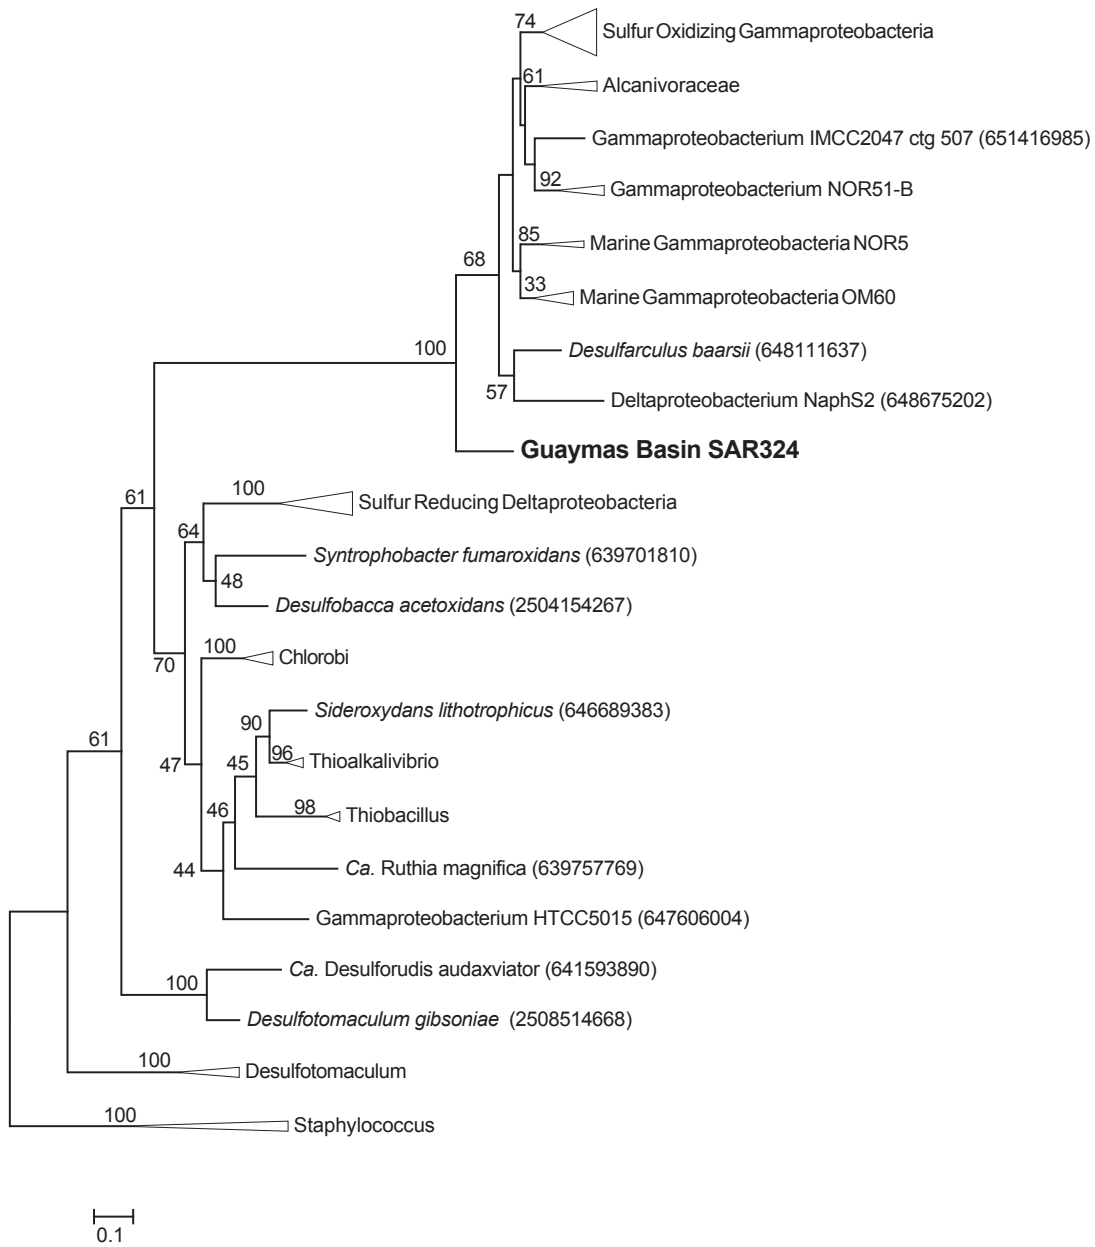 74
Sulfur Oxidizing Gammaproteobacteria
61
Alcanivoraceae
Gammaproteobacterium IMCC2047 ctg 507 (651416985)
92
Gammaproteobacterium NOR51-B
85
Marine Gammaproteobacteria NOR5
68
33
Marine Gammaproteobacteria OM60
100
Desulfarculus baarsii (648111637)
57
Deltaproteobacterium NaphS2 (648675202)
Guaymas Basin SAR324
61
100
Sulfur Reducing Deltaproteobacteria
64
Syntrophobacter fumaroxidans (639701810)
48
Desulfobacca acetoxidans (2504154267)
70
100
Chlorobi
Sideroxydans lithotrophicus (646689383)
90
61
96
Thioalkalivibrio
47
45
46
98
Thiobacillus
44
Ca. Ruthia magnifica (639757769)
Gammaproteobacterium HTCC5015 (647606004)
Ca. Desulforudis audaxviator (641593890)
100
Desulfotomaculum gibsoniae (2508514668)
100
Desulfotomaculum
100
Staphylococcus
0.1